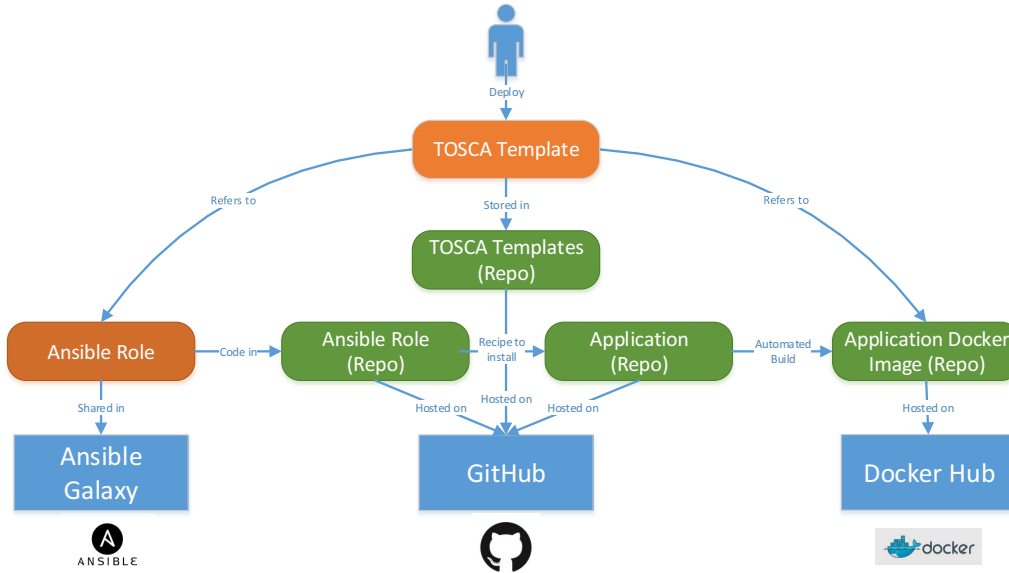 Deploy
TOSCA Template
Refers to
Stored in
Refers to
TOSCA Templates
(Repo)
Ansible Role
Code in
Ansible Role
(Repo)
Recipe to
install
Application
(Repo)
Automated
Build
Application Docker
Image (Repo)
Shared in
Hosted on
Hosted on
Hosted on
Hosted on
Ansible
Galaxy
GitHub
Docker Hub
ANSIBLE
docker